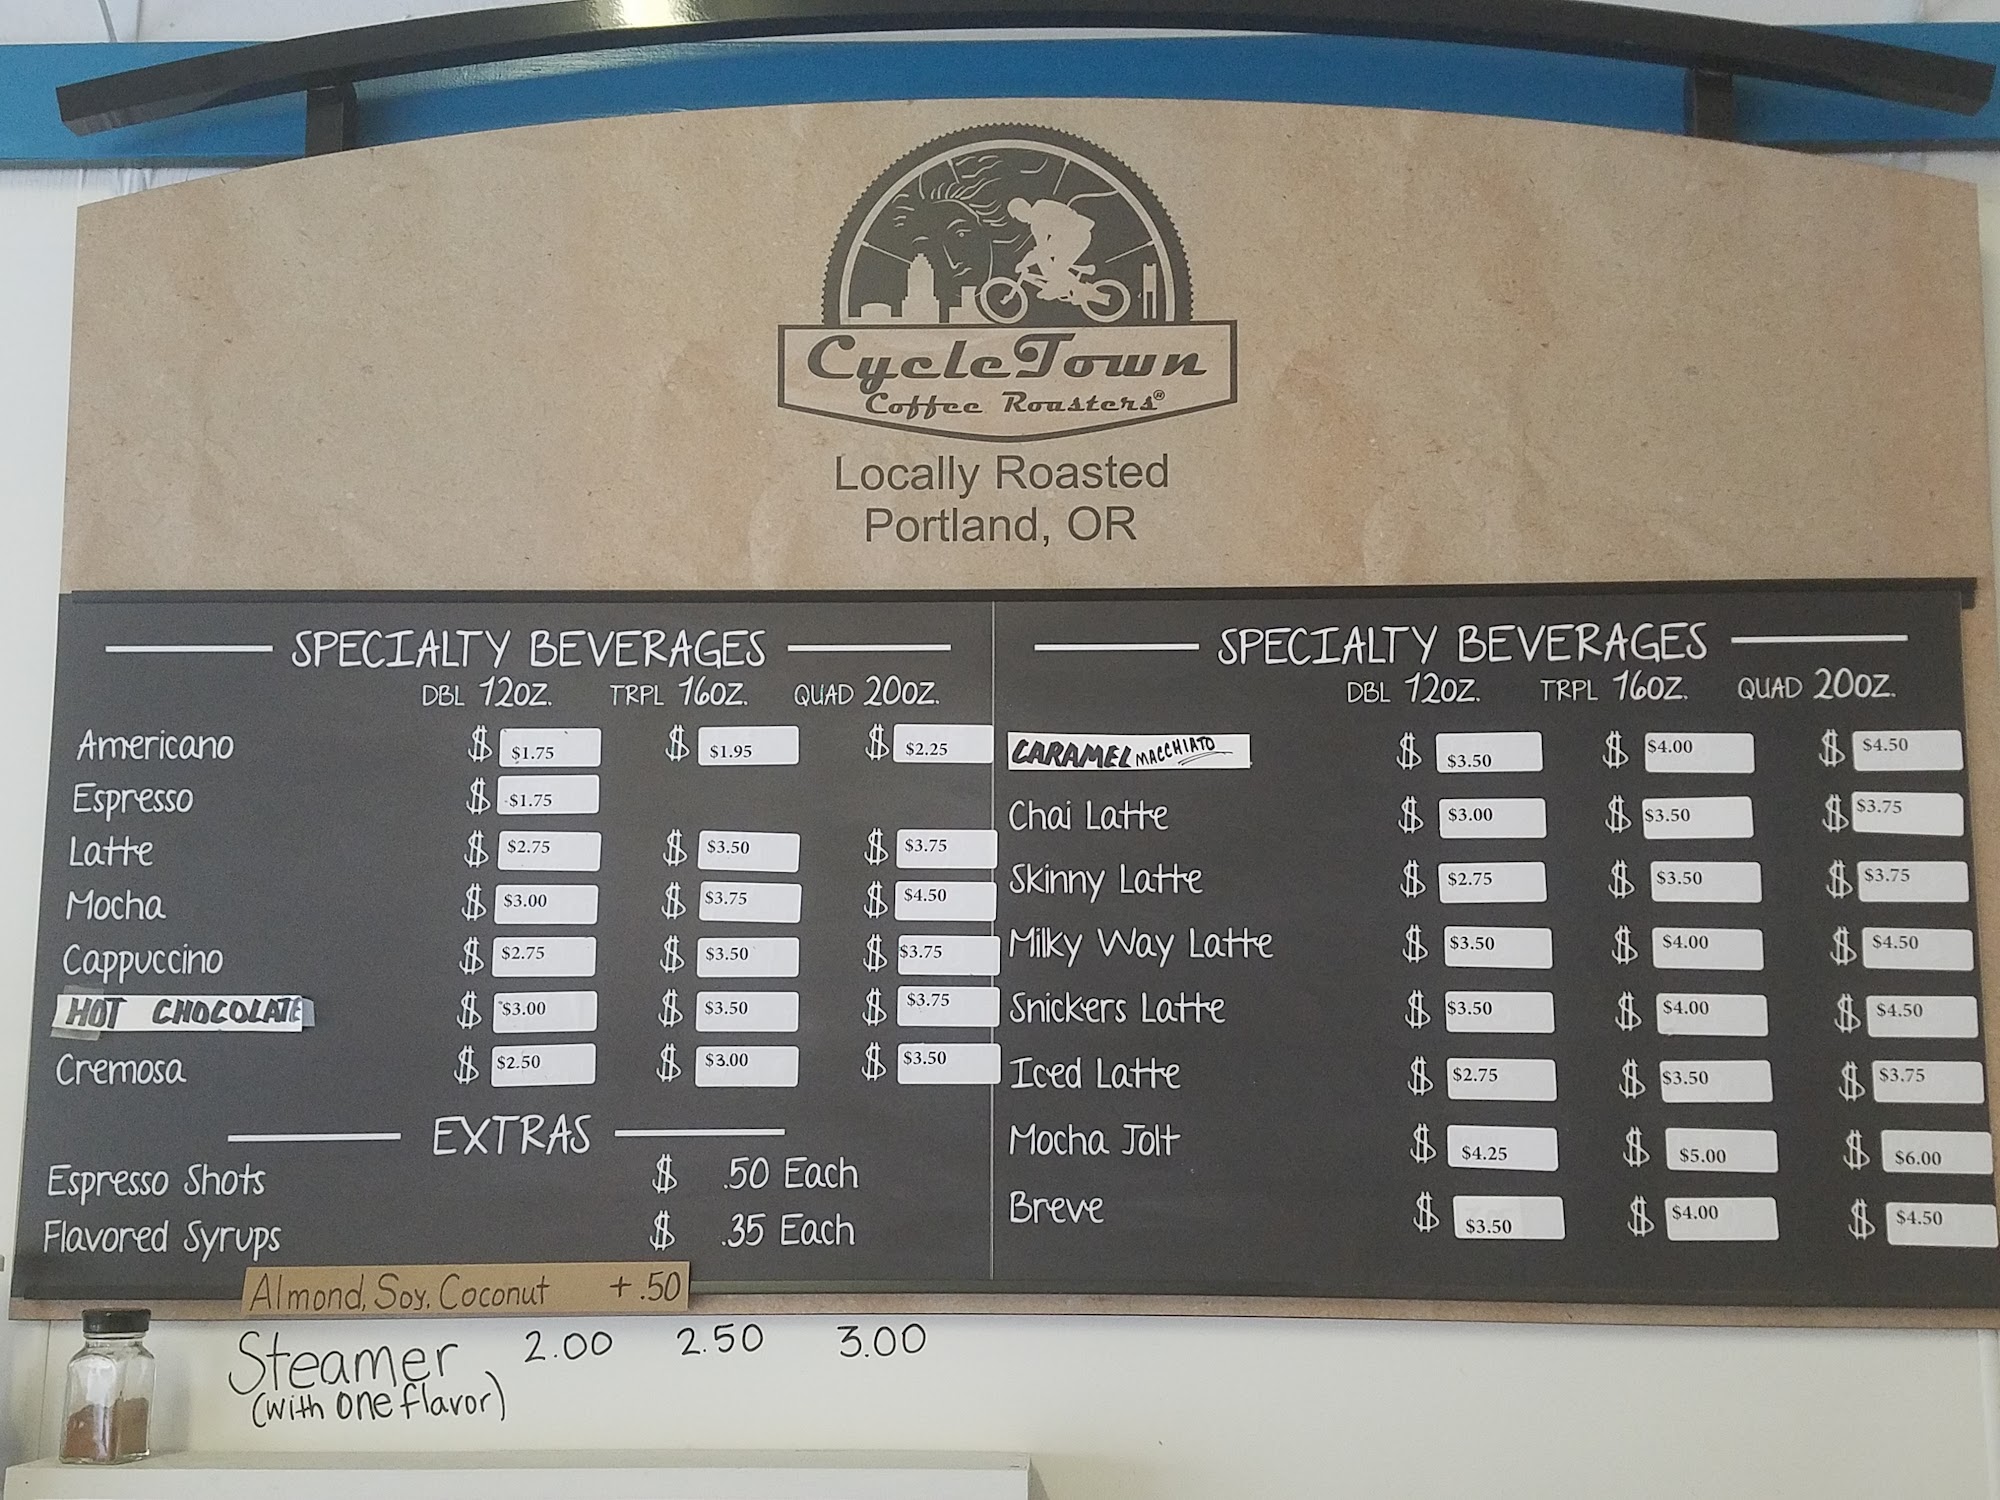 CycleTown
Coffee Roasters®
Locally Roasted
Portland, OR
SPECIALTY BEVERAGES
DBL 12OZ. TRPL 16OZ. QUAD 20OZ.
Americano $ $1.75 $ $1.95 $ $2.25
Espresso $ $1.75
Latte $ $2.75 $ $3.50 $ $3.75
Mocha $ $3.00 $ $3.75 $ $4.50
Cappuccino $ $2.75 $ $3.50 $ $3.75
HOT CHOCOLATE $ $3.00 $ $3.50 $ $3.75
Cremosa $ $2.50 $ $3.00 $ $3.50
EXTRAS
Espresso Shots $ .50 Each
Flavored Syrups $ .35 Each
Almond, Soy, Coconut + .50
Steamer 2.00 2.50 3.00
(with one flavor)
SPECIALTY BEVERAGES
DBL 12OZ. TRPL 16OZ. QUAD 20OZ.
CARAMEL MACCHIATO $ $3.50 $ $4.00 $ $4.50
Chai Latte $ $3.00 $ $3.50 $ $3.75
Skinny Latte $ $2.75 $ $3.50 $ $3.75
Milky Way Latte $ $3.50 $ $4.00 $ $4.50
Snickers Latte $ $3.50 $ $4.00 $ $4.50
Iced Latte $ $2.75 $ $3.50 $ $3.75
Mocha Jolt $ $4.25 $ $5.00 $ $6.00
Breve $ $3.50 $ $4.00 $ $4.50